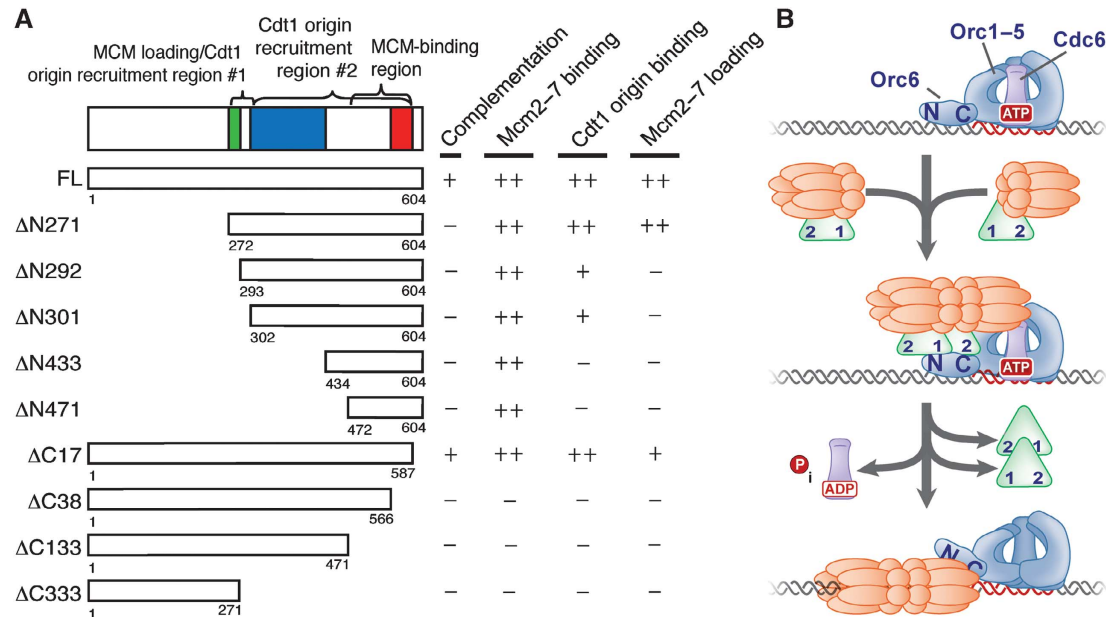 A
MCM loading/Cdt1
origin recruitment region #1
Cdt1 origin
recruitment
region #2
MCM-binding
region
Complementation
Mcm2–7 binding
Cdt1 origin binding
Mcm2–7 loading
FL + ++ ++ ++
1 604
ΔN271 – ++ ++ ++
272 604
ΔN292 – ++ + –
293 604
ΔN301 – ++ + –
302 604
ΔN433 – ++ – –
434 604
ΔN471 – ++ – –
472 604
ΔC17 + ++ ++ +
1 587
ΔC38 – – – –
1 566
ΔC133 – – – –
1 471
ΔC333 – – – –
1 271
B
Orc1–5
Cdc6
Orc6
N C ATP
2 1
1 2
2 1 2
N C ATP
2 1
1 2
P i
ADP
N C